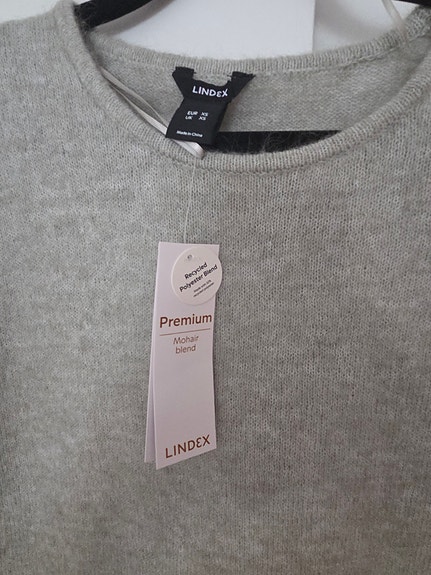 LINDEX
EUR XS
UK XS
Made in China
Recycled
Polyester Blend
Premium
Mohair
blend
LINDEX